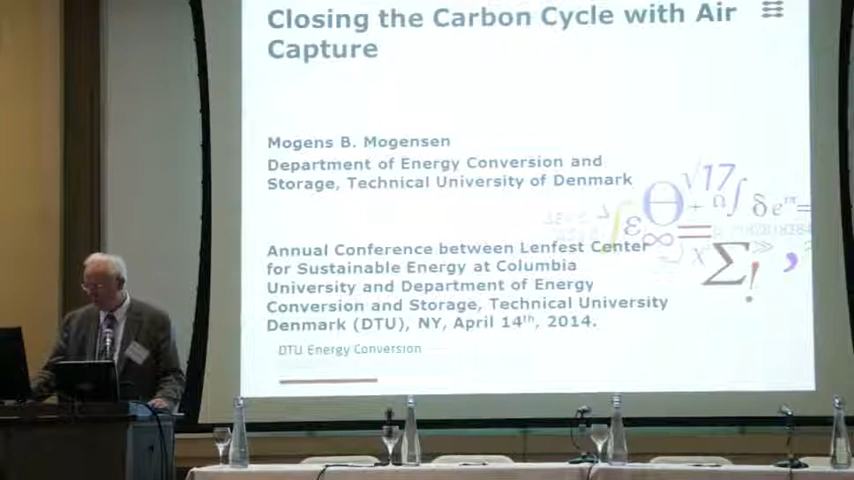 Closing the Carbon Cycle with Air
Capture
Mogens B. Mogensen
Department of Energy Conversion and
Storage, Technical University of Denmark
Annual Conference between Lenfest Center
for Sustainable Energy at Columbia
University and Department of Energy
Conversion and Storage, Technical University
Denmark (DTU), NY, April 14th, 2014.
DTU Energy Conversion
√17
Θ + Ω ∫ δ e^iπ =
ε
∞
χ Σ ≫ !
,